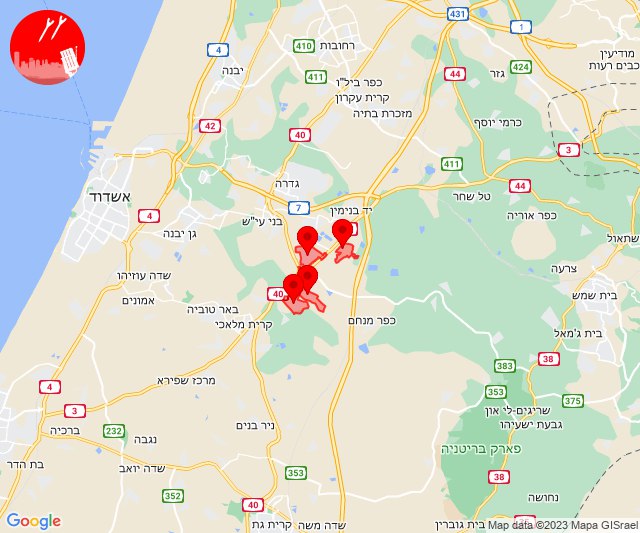 431
1
מודיעין
מכבים רעות
410
רחובות
4
יבנה
411
כפר ביל"ו
קרית עקרון
44
גזר
424
מזכרת בתיה
42
40
כרמי יוסף
3
411
גדרה
44
אשדוד
טל שחר
7
יד בנימין
4
בני עי"ש
כפר אוריה
גן יבנה
אשתאול
צרעה
שדה עוזיהו
40
בית שמש
אמונים
באר טוביה
קרית מלאכי
כפר מנחם
בית ג'מאל
38
383
מרכז שפירא
4
353
375
3
שריגים-לי און
גבעת ישעיהו
232
ניר בנים
ברכיה
נגבה
פארק בריטניה
בת הדר
שדה יואב
353
38
352
נחושה
40
Google
קרית גת
שדה משה
בית גוברין
Map data ©2023 Mapa GISrael